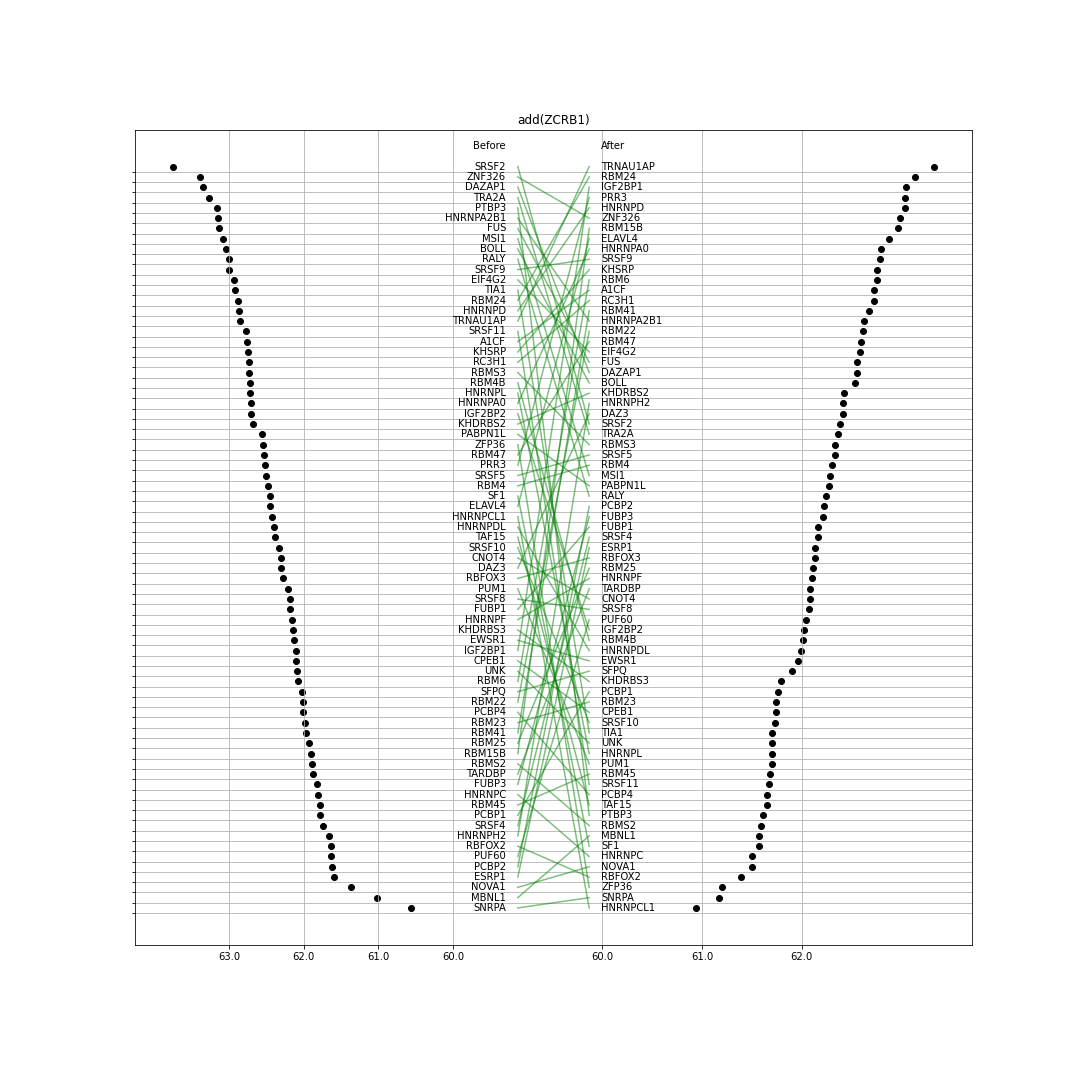 add(ZCRB1)
Before After
SRSF2 TRNAU1AP
ZNF326 RBM24
DAZAP1 IGF2BP1
TRA2A PRR3
PTBP3 HNRNPD
HNRNPA2B1 ZNF326
FUS RBM15B
MSI1 ELAVL4
BOLL HNRNPA0
RALY SRSF9
SRSF9 KHSRP
EIF4G2 RBM6
TIA1 A1CF
RBM24 RC3H1
HNRNPD RBM41
TRNAU1AP HNRNPA2B1
SRSF11 RBM22
A1CF RBM47
KHSRP EIF4G2
RC3H1 FUS
RBMS3 DAZAP1
RBM4B BOLL
HNRNPL KHDRBS2
HNRNPA0 HNRNPH2
IGF2BP2 DAZ3
KHDRBS2 SRSF2
PABPN1L TRA2A
ZFP36 RBMS3
RBM47 SRSF5
PRR3 RBM4
SRSF5 MSI1
RBM4 PABPN1L
SF1 RALY
ELAVL4 PCBP2
HNRNPCL1 FUBP3
HNRNPDL FUBP1
TAF15 SRSF4
SRSF10 ESRP1
CNOT4 RBFOX3
DAZ3 RBM25
RBFOX3 HNRNPF
PUM1 TARDBP
SRSF8 CNOT4
FUBP1 SRSF8
HNRNPF PUF60
KHDRBS3 IGF2BP2
EWSR1 RBM4B
IGF2BP1 HNRNPDL
CPEB1 EWSR1
UNK SFPQ
RBM6 KHDRBS3
SFPQ PCBP1
RBM22 RBM23
PCBP4 CPEB1
RBM23 SRSF10
RBM41 TIA1
RBM25 UNK
RBM15B HNRNPL
RBMS2 PUM1
TARDBP RBM45
FUBP3 SRSF11
HNRNPC PCBP4
RBM45 TAF15
PCBP1 PTBP3
SRSF4 RBMS2
HNRNPH2 MBNL1
RBFOX2 SF1
PUF60 HNRNPC
PCBP2 NOVA1
ESRP1 RBFOX2
NOVA1 ZFP36
MBNL1 SNRPA
SNRPA HNRNPCL1
63.0 62.0 61.0 60.0 60.0 61.0 62.0